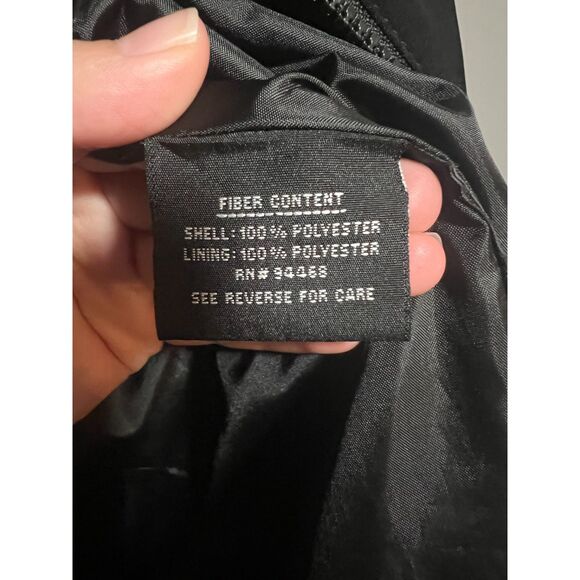 FIBER CONTENT
SHELL: 100% POLYESTER
LINING: 100% POLYESTER
RN# 94468
SEE REVERSE FOR CARE